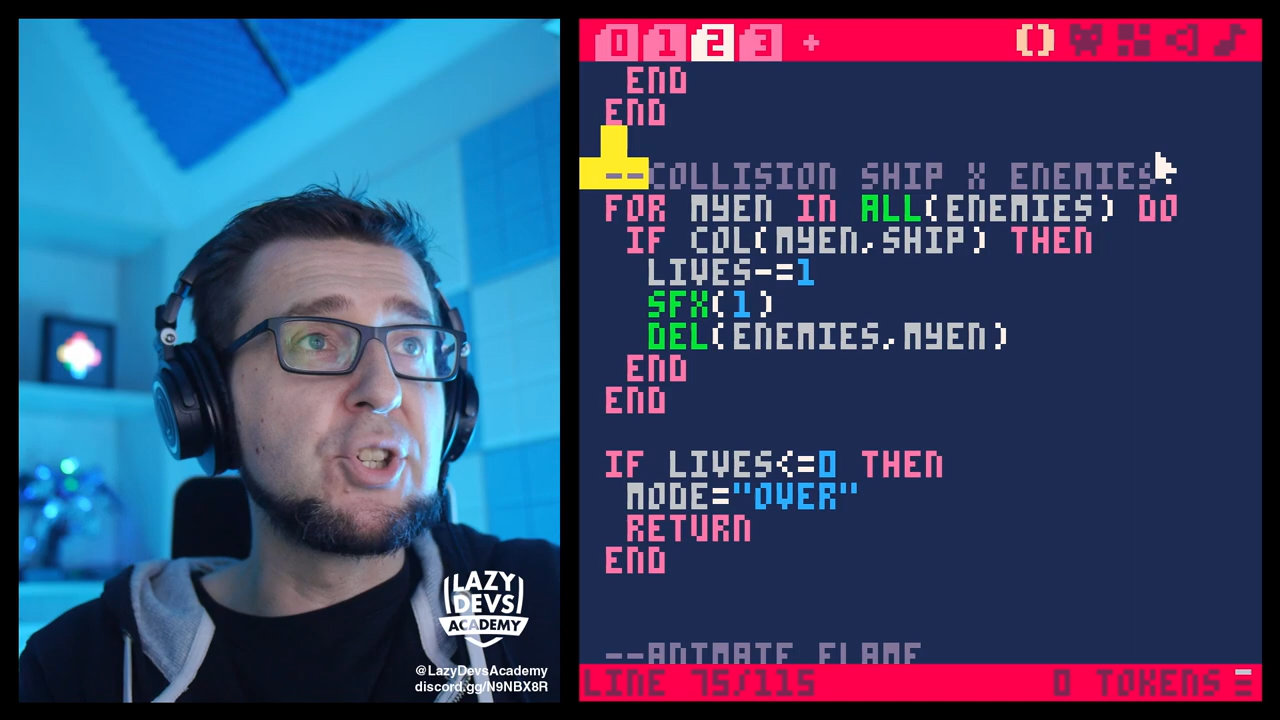 LAZY
DEVS
ACADEMY
@LazyDevsAcademy
discord.gg/N9NBX8R
0 1 2 3 +
END
END
--COLLISION SHIP X ENEMIES
FOR MYEN IN ALL(ENEMIES) DO
IF COL(MYEN,SHIP) THEN
LIVES-=1
SFX(1)
DEL(ENEMIES,MYEN)
END
END
IF LIVES<=0 THEN
MODE="OVER"
RETURN
END
--ANIMATE FLAME
LINE 75/115
0 TOKENS